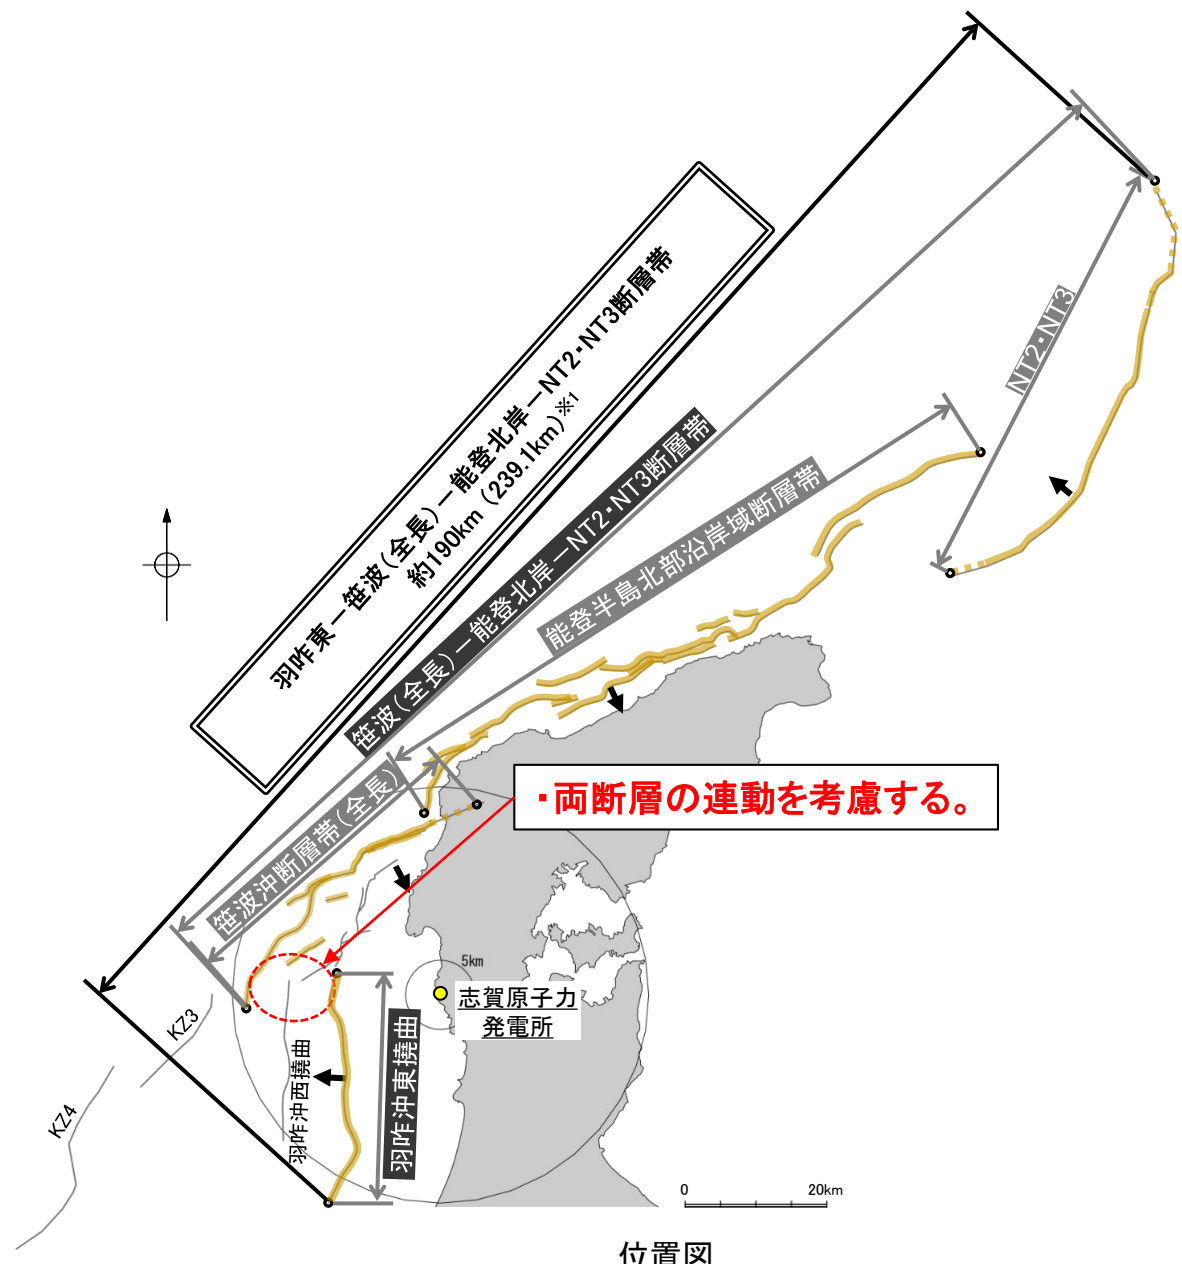 羽咋東－笹波(全長)－能登北岸－NT2・NT3断層帯
約190km (239.1km)※1
笹波(全長)－能登北岸－NT2・NT3断層帯
能登半島北部沿岸域断層帯
NT2・NT3
笹波沖断層帯(全長)
・両断層の連動を考慮する。
5km
志賀原子力
発電所
KZ3
KZ4
羽咋沖西撓曲
羽咋沖東撓曲
0
20km
位置図